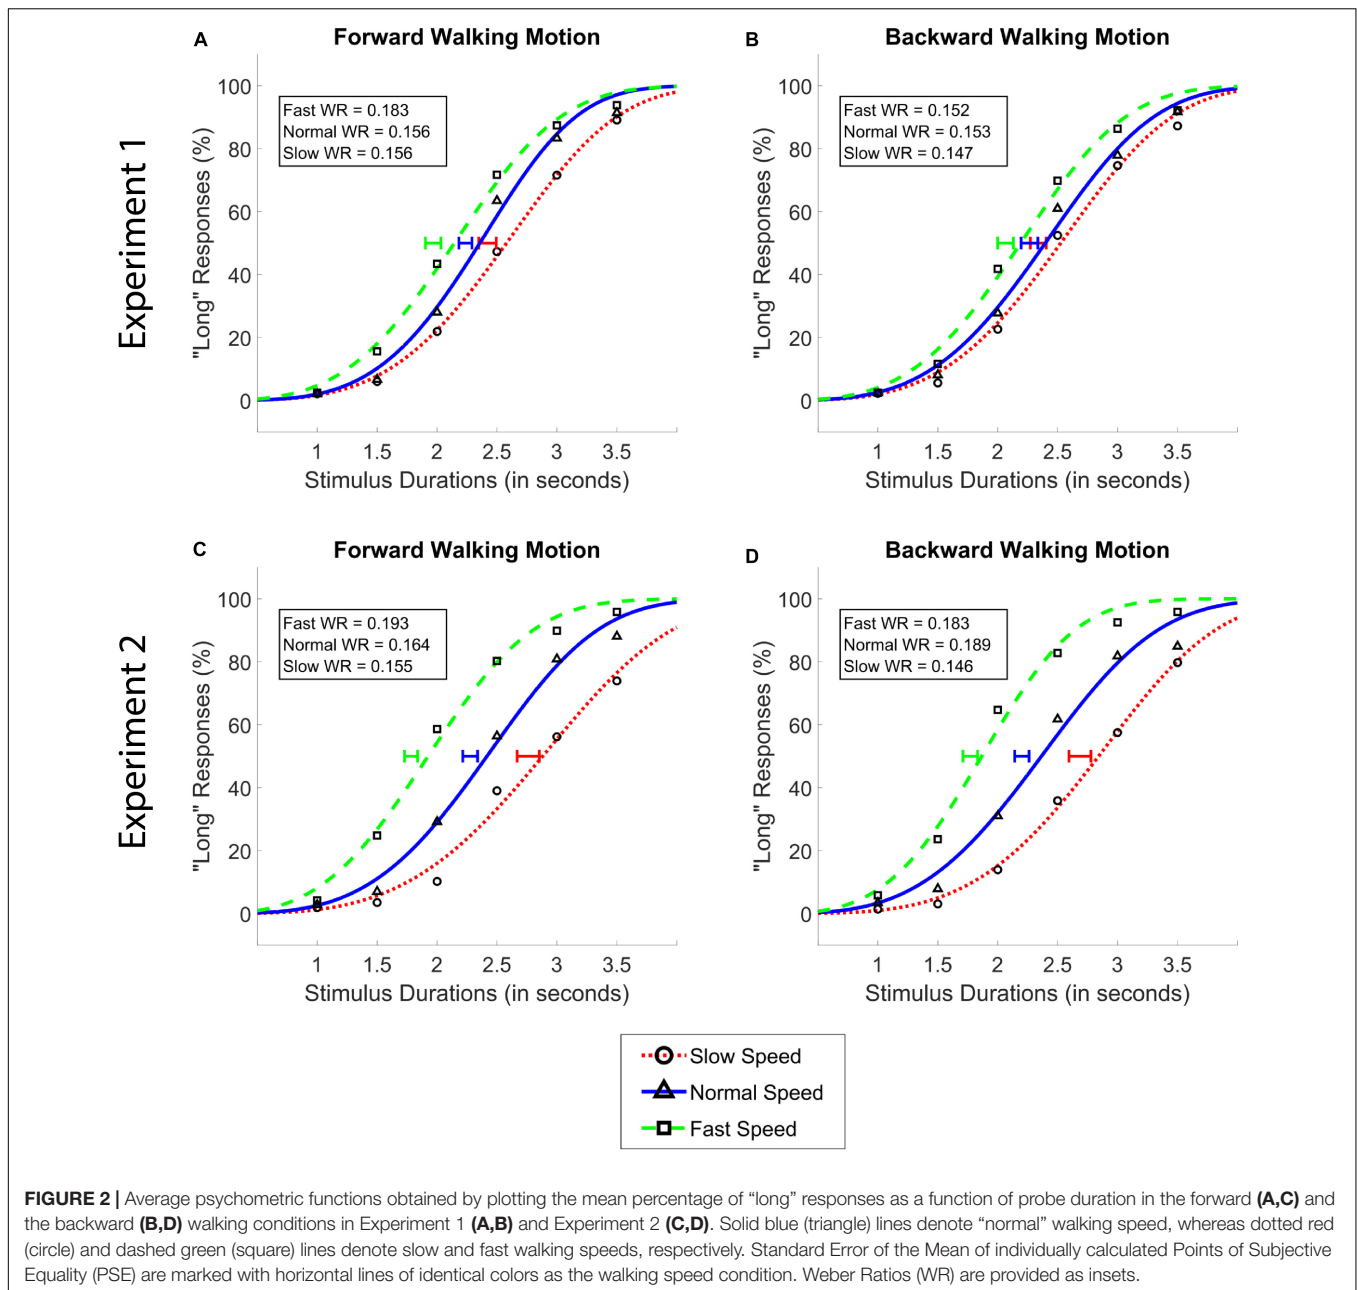 A
Forward Walking Motion
B
Backward Walking Motion
Experiment 1
"Long" Responses (%)
100
80
60
40
20
0
Fast WR = 0.183
Normal WR = 0.156
Slow WR = 0.156
1 1.5 2 2.5 3 3.5
Stimulus Durations (in seconds)
"Long" Responses (%)
100
80
60
40
20
0
Fast WR = 0.152
Normal WR = 0.153
Slow WR = 0.147
1 1.5 2 2.5 3 3.5
Stimulus Durations (in seconds)
C
Forward Walking Motion
D
Backward Walking Motion
Experiment 2
"Long" Responses (%)
100
80
60
40
20
0
Fast WR = 0.193
Normal WR = 0.164
Slow WR = 0.155
1 1.5 2 2.5 3 3.5
Stimulus Durations (in seconds)
"Long" Responses (%)
100
80
60
40
20
0
Fast WR = 0.183
Normal WR = 0.189
Slow WR = 0.146
1 1.5 2 2.5 3 3.5
Stimulus Durations (in seconds)
Slow Speed
Normal Speed
Fast Speed
FIGURE 2 | Average psychometric functions obtained by plotting the mean percentage of “long” responses as a function of probe duration in the forward (A,C) and
the backward (B,D) walking conditions in Experiment 1 (A,B) and Experiment 2 (C,D). Solid blue (triangle) lines denote “normal” walking speed, whereas dotted red
(circle) and dashed green (square) lines denote slow and fast walking speeds, respectively. Standard Error of the Mean of individually calculated Points of Subjective
Equality (PSE) are marked with horizontal lines of identical colors as the walking speed condition. Weber Ratios (WR) are provided as insets.